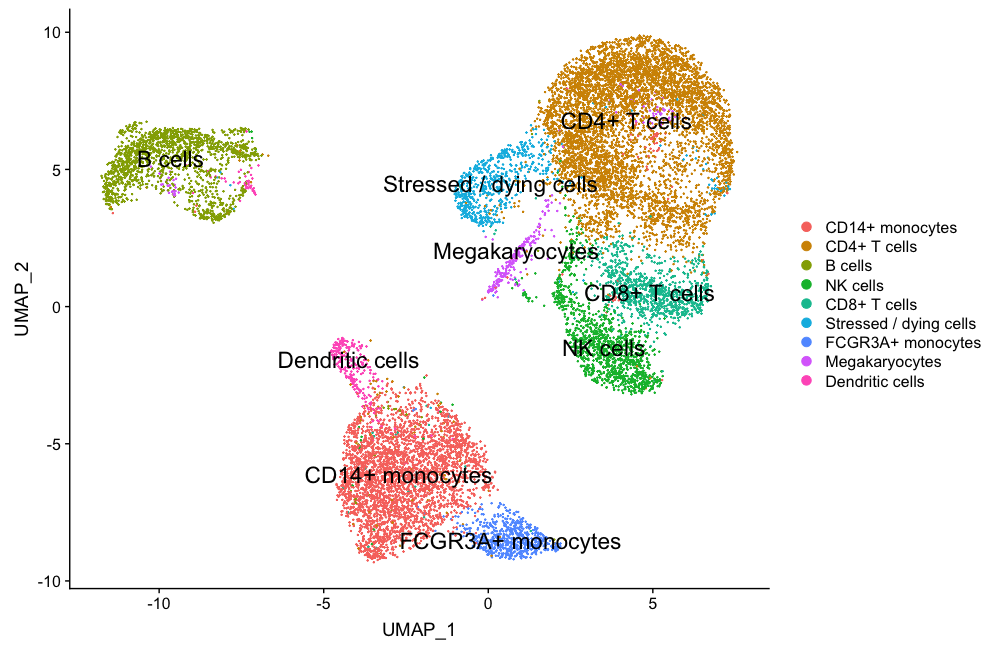 10
5
0
-5
-10
UMAP_2
B cells
CD4+ T cells
Stressed / dying cells
Megakaryocytes
CD8+ T cells
NK cells
Dendritic cells
CD14+ monocytes
FCGR3A+ monocytes
-10
-5
0
5
UMAP_1
CD14+ monocytes
CD4+ T cells
B cells
NK cells
CD8+ T cells
Stressed / dying cells
FCGR3A+ monocytes
Megakaryocytes
Dendritic cells